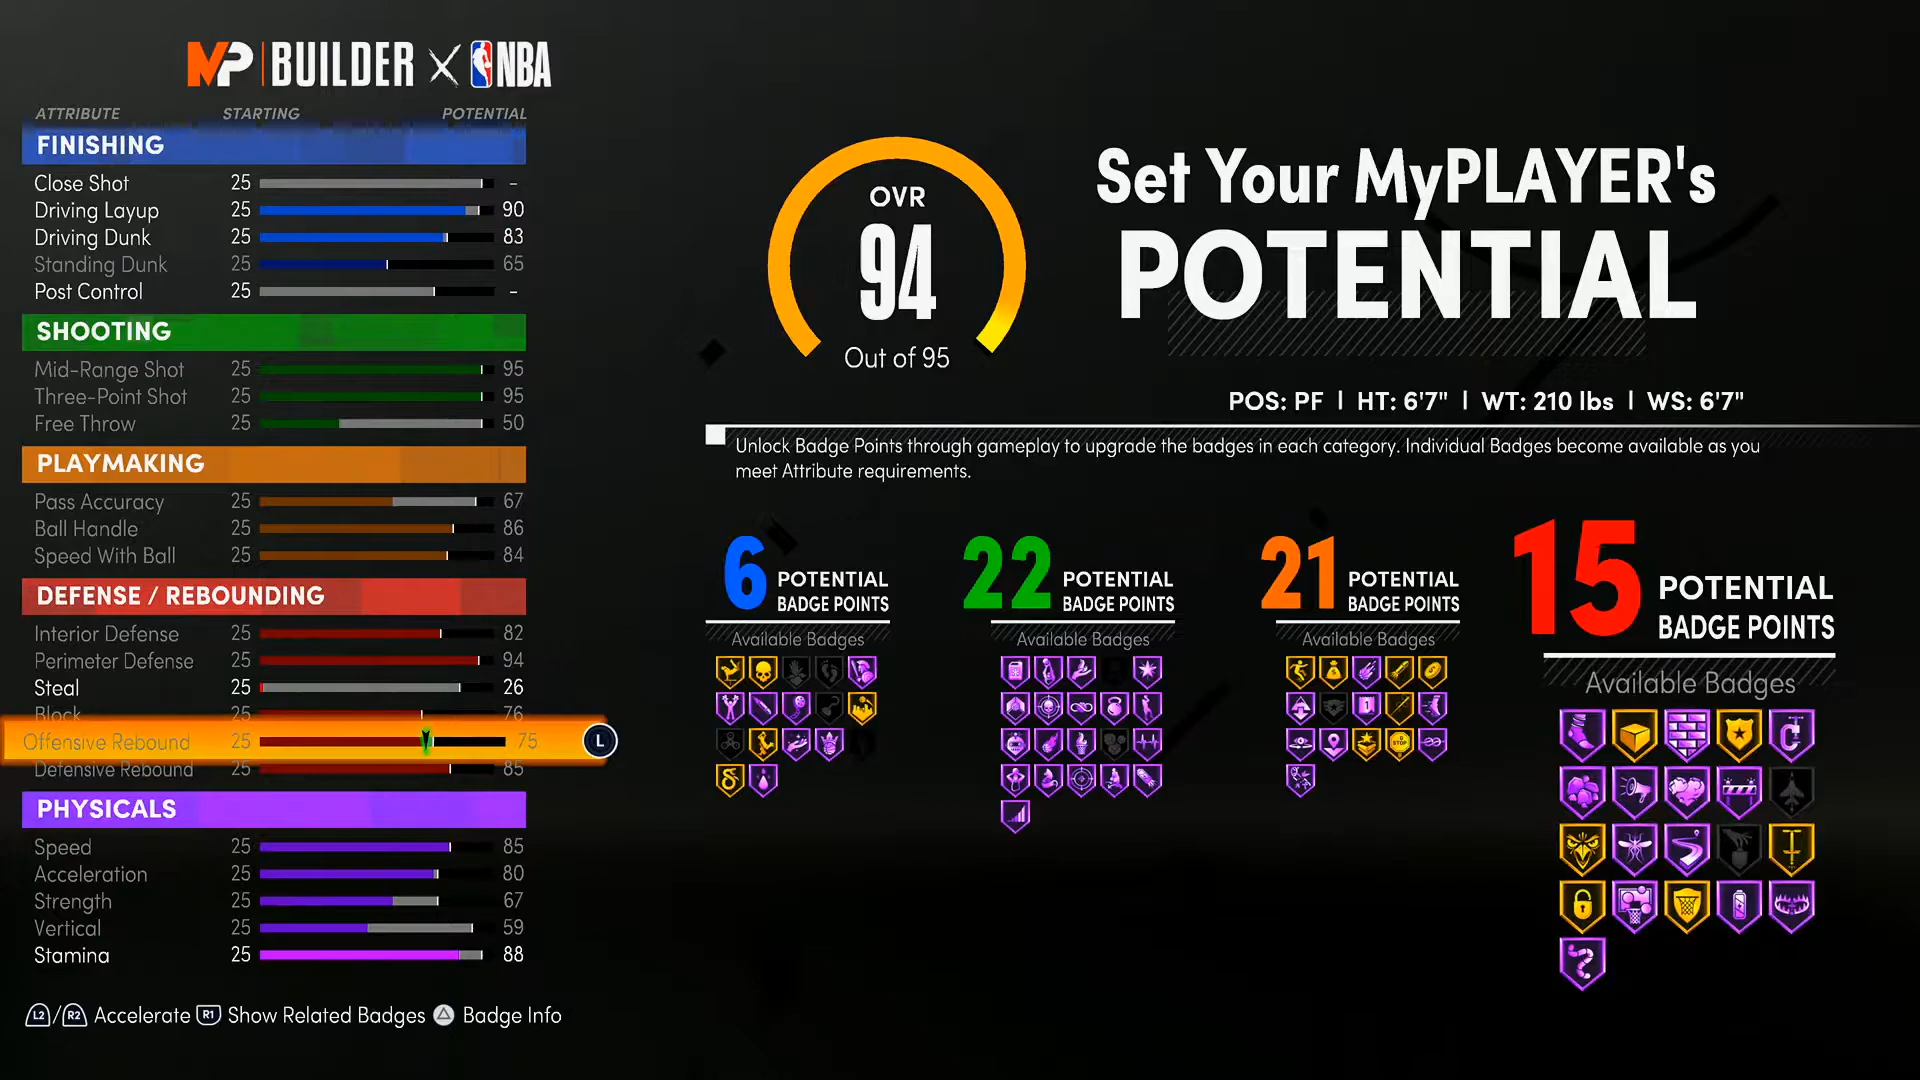 MP | BUILDER X NBA
ATTRIBUTE STARTING POTENTIAL
FINISHING
Close Shot 25 -
Driving Layup 25 90
Driving Dunk 25 83
Standing Dunk 25 65
Post Control 25 -
SHOOTING
Mid-Range Shot 25 95
Three-Point Shot 25 95
Free Throw 25 50
PLAYMAKING
Pass Accuracy 25 67
Ball Handle 25 86
Speed With Ball 25 84
DEFENSE / REBOUNDING
Interior Defense 25 82
Perimeter Defense 25 94
Steal 25 26
Block 25 76
Offensive Rebound 25 75 L
Defensive Rebound 25 85
PHYSICALS
Speed 25 85
Acceleration 25 80
Strength 25 67
Vertical 25 59
Stamina 25 88
L2/R2 Accelerate R1 Show Related Badges Badge Info
OVR
94
Out of 95
Set Your MyPLAYER's
POTENTIAL
POS: PF | HT: 6'7" | WT: 210 lbs | WS: 6'7"
Unlock Badge Points through gameplay to upgrade the badges in each category. Individual Badges become available as you
meet Attribute requirements.
6 POTENTIAL
BADGE POINTS
Available Badges
22 POTENTIAL
BADGE POINTS
Available Badges
21 POTENTIAL
BADGE POINTS
Available Badges
STOP
15 POTENTIAL
BADGE POINTS
Available Badges